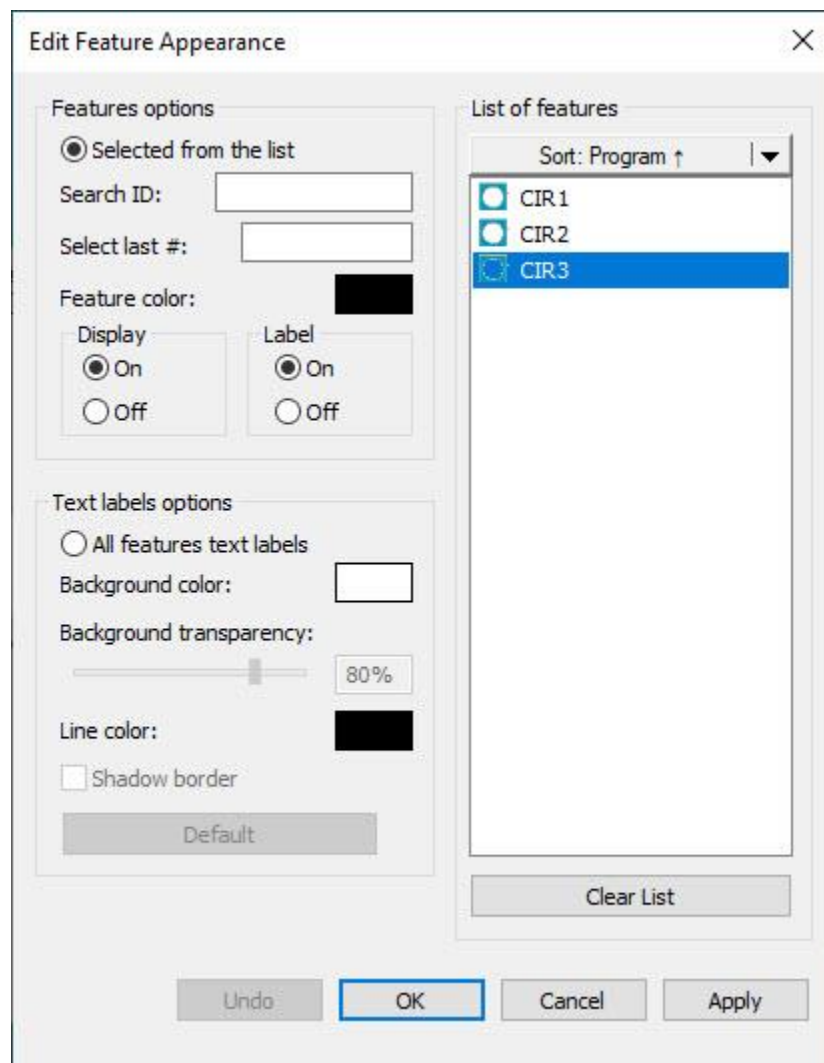 Edit Feature Appearance
Features options
Selected from the list
Search ID:
Select last #:
Feature color:
Display
On
Off
Label
On
Off
Text labels options
All features text labels
Background color:
Background transparency:
80%
Line color:
Shadow border
Default
List of features
Sort: Program ↑
CIR1
CIR2
CIR3
Clear List
Undo
OK
Cancel
Apply